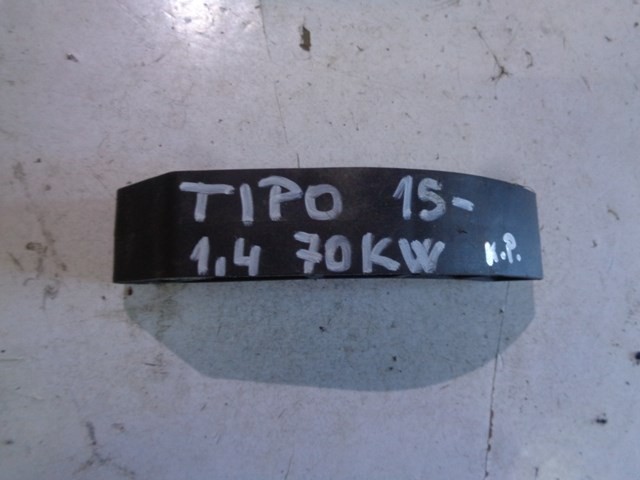 TIPO 15-
1.4 70KW K.P.